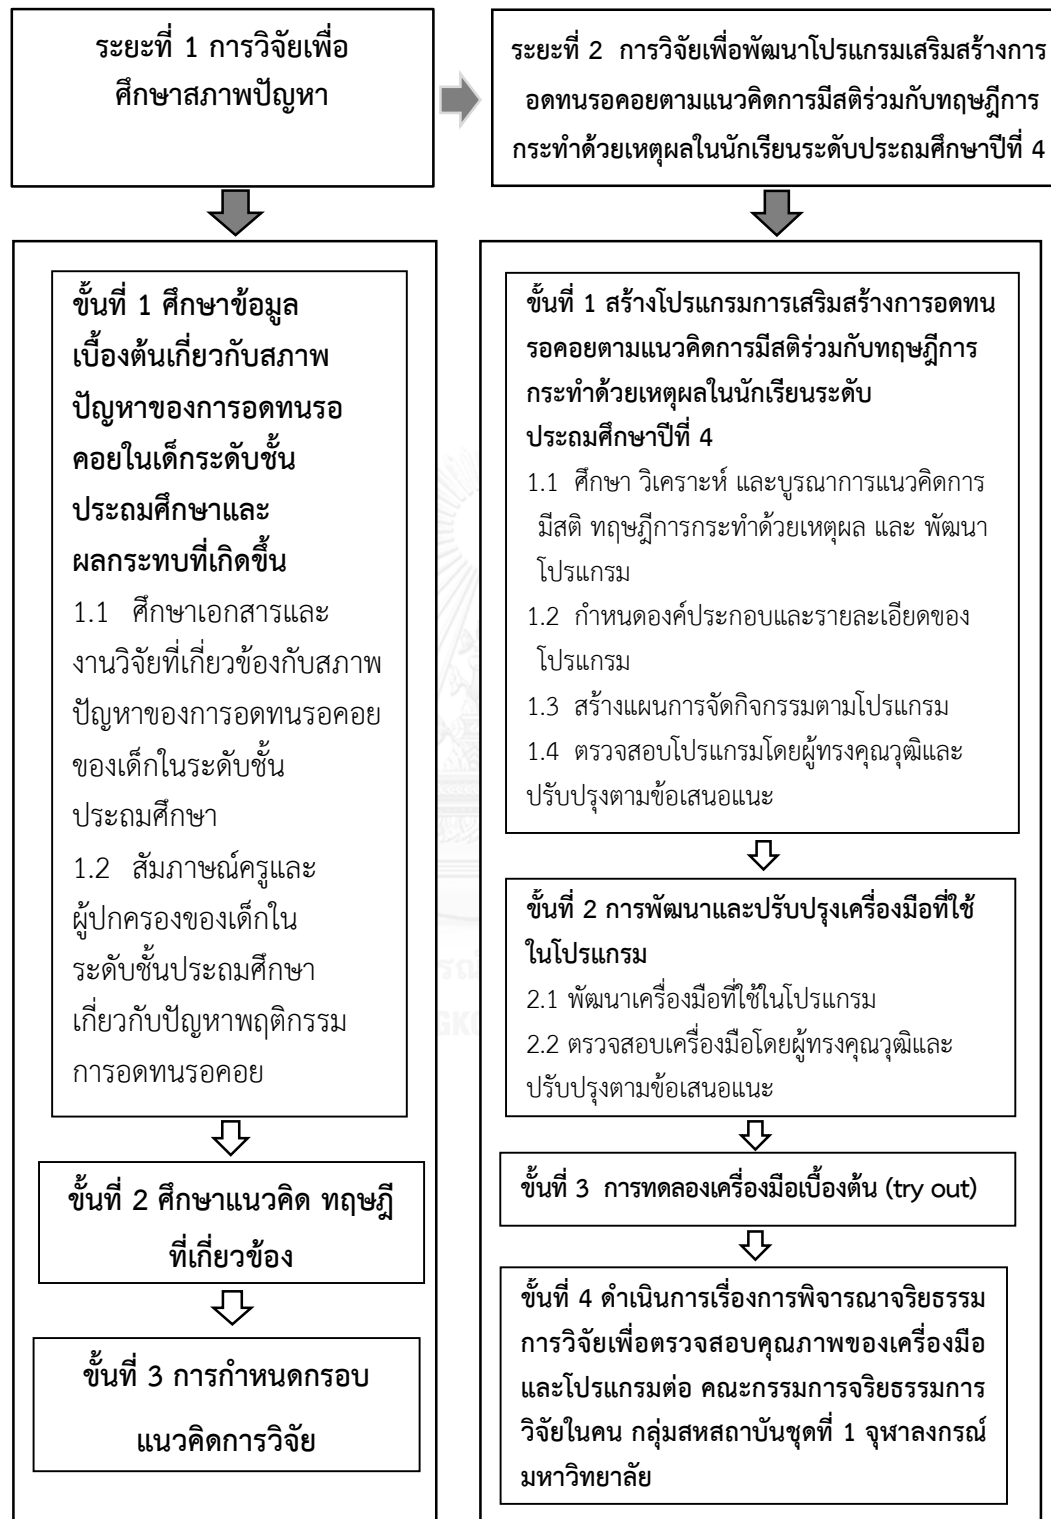 ระยะที่ 1 การวิจัยเพื่อ
ศึกษาสภาพปัญหา
ระยะที่ 2  การวิจัยเพื่อพัฒนาโปรแกรมเสริมสร้างการ
อดทนรอคอยตามแนวคิดการมีสติร่วมกับทฤษฎีการ
กระทำด้วยเหตุผลในนักเรียนระดับประถมศึกษาปีที่ 4
ขั้นที่ 1 ศึกษาข้อมูล
เบื้องต้นเกี่ยวกับสภาพ
ปัญหาของการอดทนรอ
คอยในเด็กระดับชั้น
ประถมศึกษาและ
ผลกระทบที่เกิดขึ้น
1.1  ศึกษาเอกสารและ
งานวิจัยที่เกี่ยวข้องกับสภาพ
ปัญหาของการอดทนรอคอย
ของเด็กในระดับชั้น
ประถมศึกษา
1.2  สัมภาษณ์ครูและ
ผู้ปกครองของเด็กใน
ระดับชั้นประถมศึกษา
เกี่ยวกับปัญหาพฤติกรรม
การอดทนรอคอย
ขั้นที่ 2 ศึกษาแนวคิด ทฤษฎี
ที่เกี่ยวข้อง
ขั้นที่ 3 การกำหนดกรอบ
แนวคิดการวิจัย
ขั้นที่ 1 สร้างโปรแกรมการเสริมสร้างการอดทน
รอคอยตามแนวคิดการมีสติร่วมกับทฤษฎีการ
กระทำด้วยเหตุผลในนักเรียนระดับ
ประถมศึกษาปีที่ 4
1.1  ศึกษา วิเคราะห์ และบูรณาการแนวคิดการ
มีสติ ทฤษฎีการกระทำด้วยเหตุผล และ พัฒนา
โปรแกรม
1.2  กำหนดองค์ประกอบและรายละเอียดของ
โปรแกรม
1.3  สร้างแผนการจัดกิจกรรมตามโปรแกรม
1.4  ตรวจสอบโปรแกรมโดยผู้ทรงคุณวุฒิและ
ปรับปรุงตามข้อเสนอแนะ
ขั้นที่ 2 การพัฒนาและปรับปรุงเครื่องมือที่ใช้
ในโปรแกรม
2.1 พัฒนาเครื่องมือที่ใช้ในโปรแกรม
2.2 ตรวจสอบเครื่องมือโดยผู้ทรงคุณวุฒิและ
ปรับปรุงตามข้อเสนอแนะ
ขั้นที่ 3  การทดลองเครื่องมือเบื้องต้น (try out)
ขั้นที่ 4 ดำเนินการเรื่องการพิจารณาจริยธรรม
การวิจัยเพื่อตรวจสอบคุณภาพของเครื่องมือ
และโปรแกรมต่อ คณะกรรมการจริยธรรมการ
วิจัยในคน กลุ่มสหสถาบันชุดที่ 1 จุฬาลงกรณ์
มหาวิทยาลัย